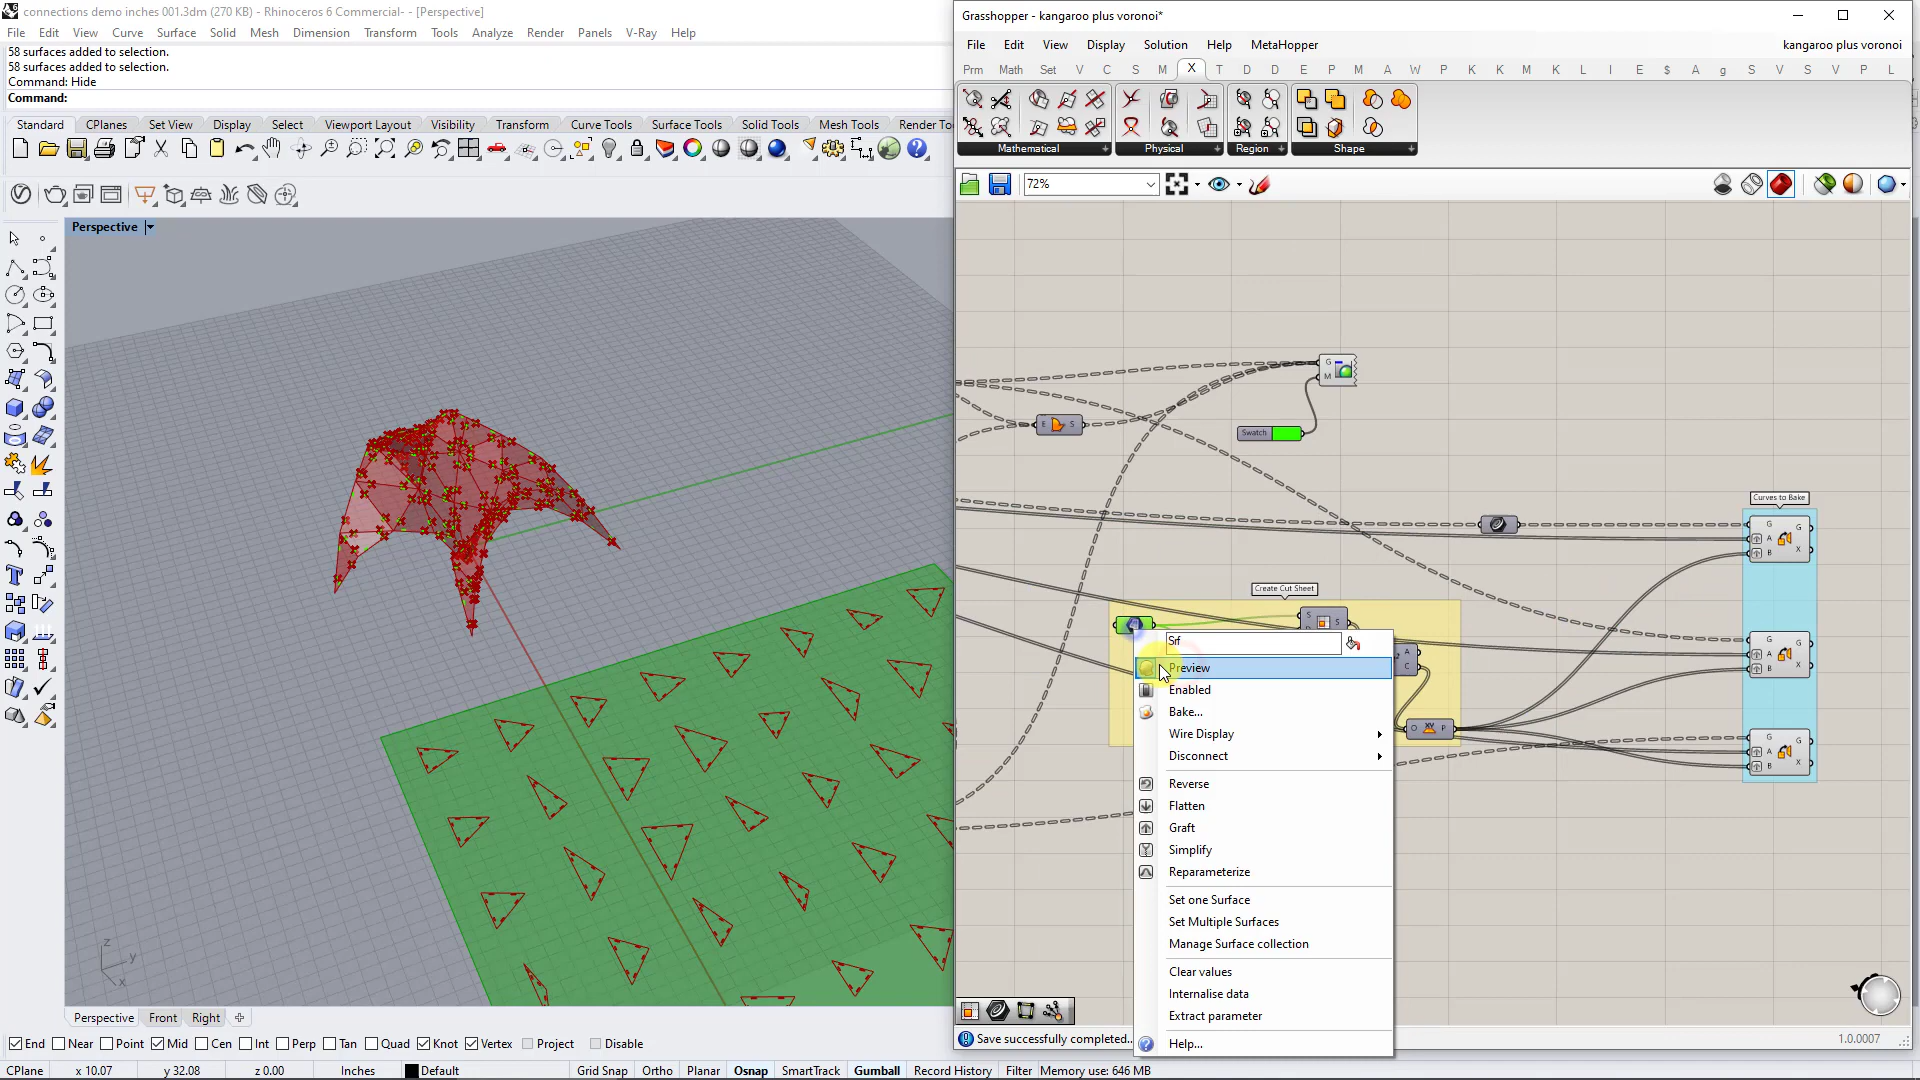 connections demo inches 001.3dm (270 KB) - Rhinoceros 6 Commercial- - [Perspective]
File Edit View Curve Surface Solid Mesh Dimension Transform Tools Analyze Render Panels V-Ray Help
58 surfaces added to selection.
58 surfaces added to selection.
Command: Hide
Command:
Standard CPlanes Set View Display Select Viewport Layout Visibility Transform Curve Tools Surface Tools Solid Tools Mesh Tools Render To
Perspective
z
y
x
Perspective Front Right
End Near Point Mid Cen Int Perp Tan Quad Knot Vertex Project Disable
CPlane x 10.07 y 32.08 z 0.00 Inches Default Grid Snap Ortho Planar Osnap SmartTrack Gumball Record History Filter Memory use: 646 MB
Grasshopper - kangaroo plus voronoi*
File Edit View Display Solution Help MetaHopper kangaroo plus voronoi
Prm Math Set V C S M X T D D E P M A W P K K M K L I E $ A g S V S V P L
Mathematical Physical Region Shape
72%
G
M
E S
Swatch
Curves to Bake
G G
A
B X
Create Cut Sheet
S S
A
C
O P
G G
A
B X
G G
A
B X
Srf
Preview
Enabled
Bake...
Wire Display
Disconnect
Reverse
Flatten
Graft
Simplify
Reparameterize
Set one Surface
Set Multiple Surfaces
Manage Surface collection
Clear values
Internalise data
Extract parameter
Help...
Save successfully completed... 1.0.0007